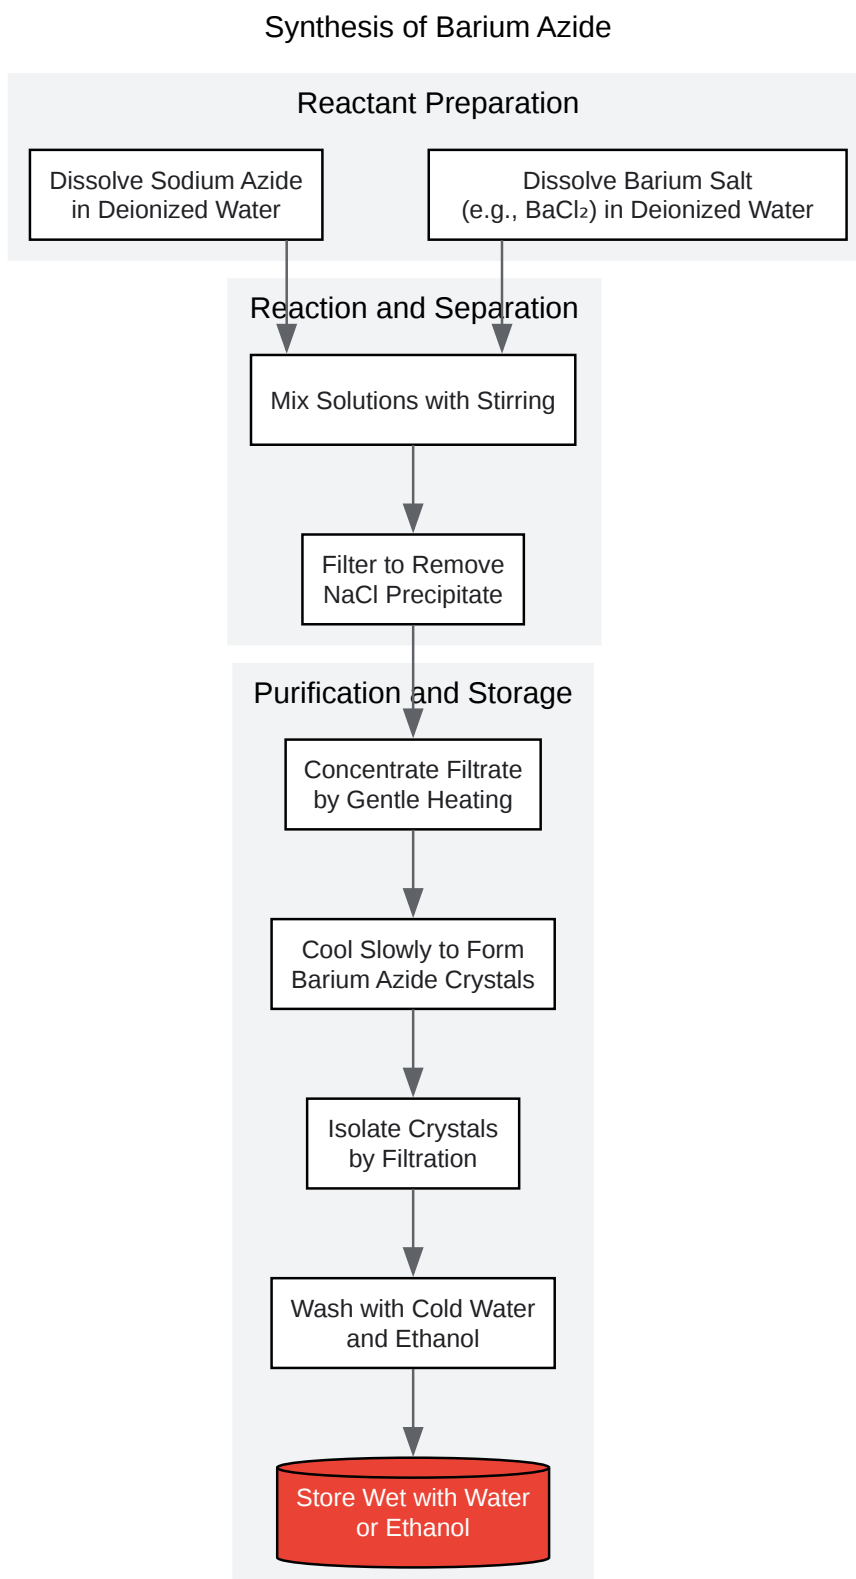 Synthesis of Barium Azide
Reactant Preparation
Dissolve Sodium Azide
in Deionized Water
Dissolve Barium Salt
(e.g., BaCl₂) in Deionized Water
Reaction and Separation
Mix Solutions with Stirring
Filter to Remove
NaCl Precipitate
Purification and Storage
Concentrate Filtrate
by Gentle Heating
Cool Slowly to Form
Barium Azide Crystals
Isolate Crystals
by Filtration
Wash with Cold Water
and Ethanol
Store Wet with Water
or Ethanol